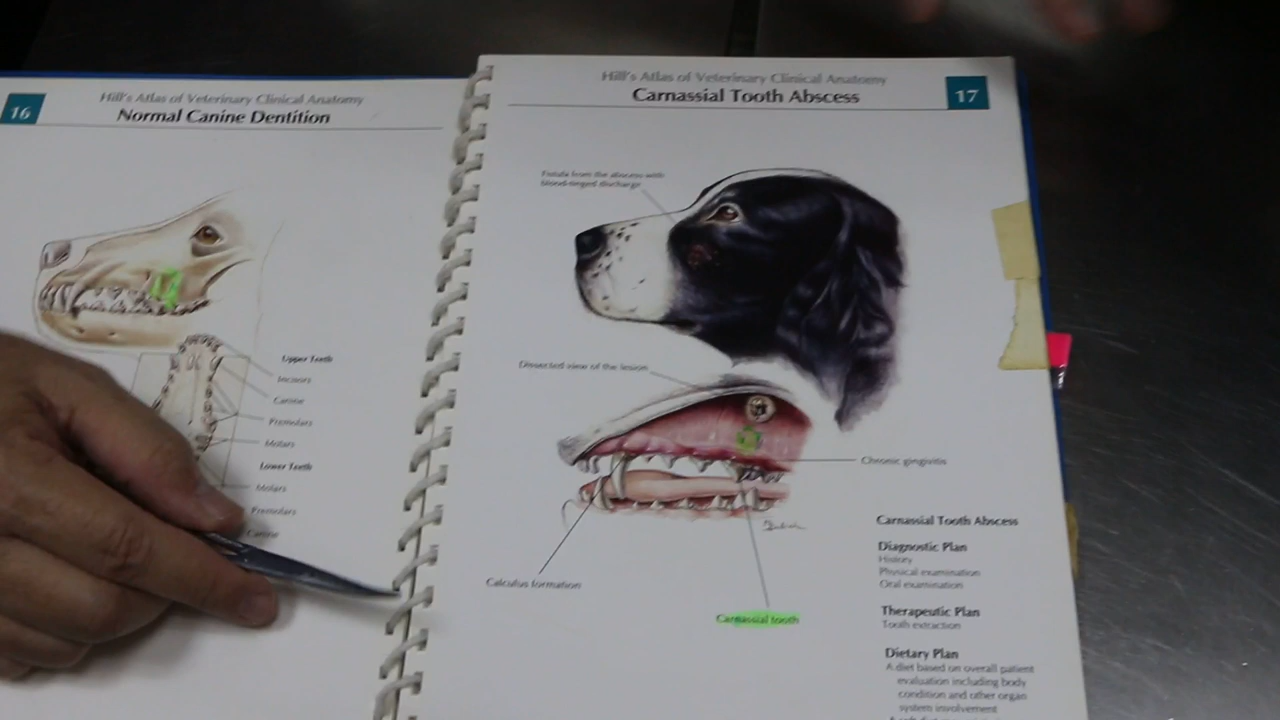 16
Hill's Atlas of Veterinary Clinical Anatomy
Normal Canine Dentition
Upper Teeth
Incisors
Canine
Premolars
Molars
Lower Teeth
Molars
Premolars
Canine
Hill's Atlas of Veterinary Clinical Anatomy
Carnassial Tooth Abscess
17
Fistula from the abscess with
blood-tinged discharge
Dissected view of the lesion
Chronic gingivitis
Calculus formation
Carnassial tooth
Carnassial Tooth Abscess
Diagnostic Plan
History
Physical examination
Oral examination
Therapeutic Plan
Tooth extraction
Dietary Plan
A diet based on overall patient
evaluation including body
condition and other organ
system involvement